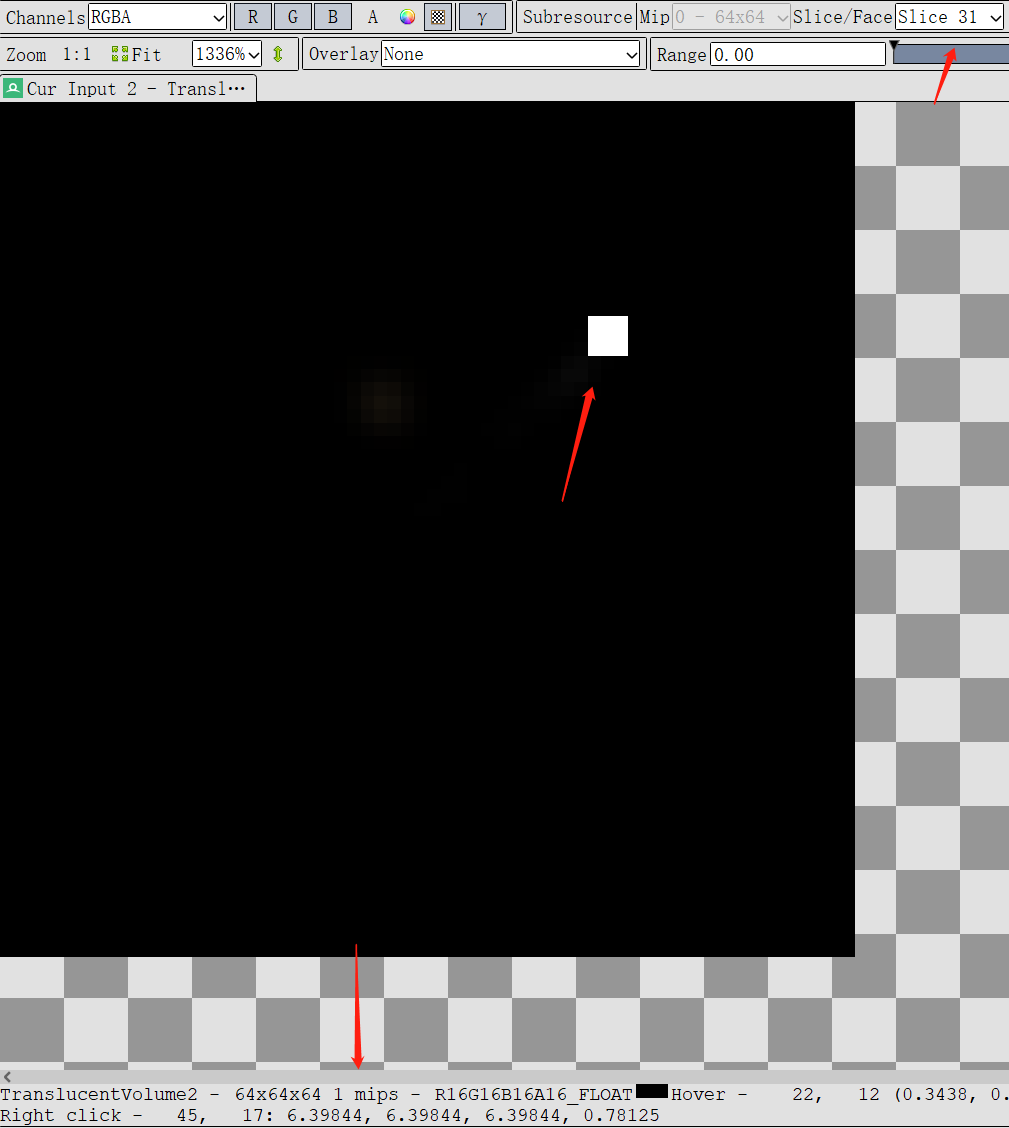 Channels RGBA R G B A γ Subresource Mip 0 - 64x64 Slice/Face Slice 31
Zoom 1:1 Fit 1336% Overlay None Range 0.00
Cur Input 2 - Transl…
TranslucentVolume2 - 64x64x64 1 mips - R16G16B16A16_FLOAT Hover - 22, 12 (0.3438, 0.
Right click - 45, 17: 6.39844, 6.39844, 6.39844, 0.78125